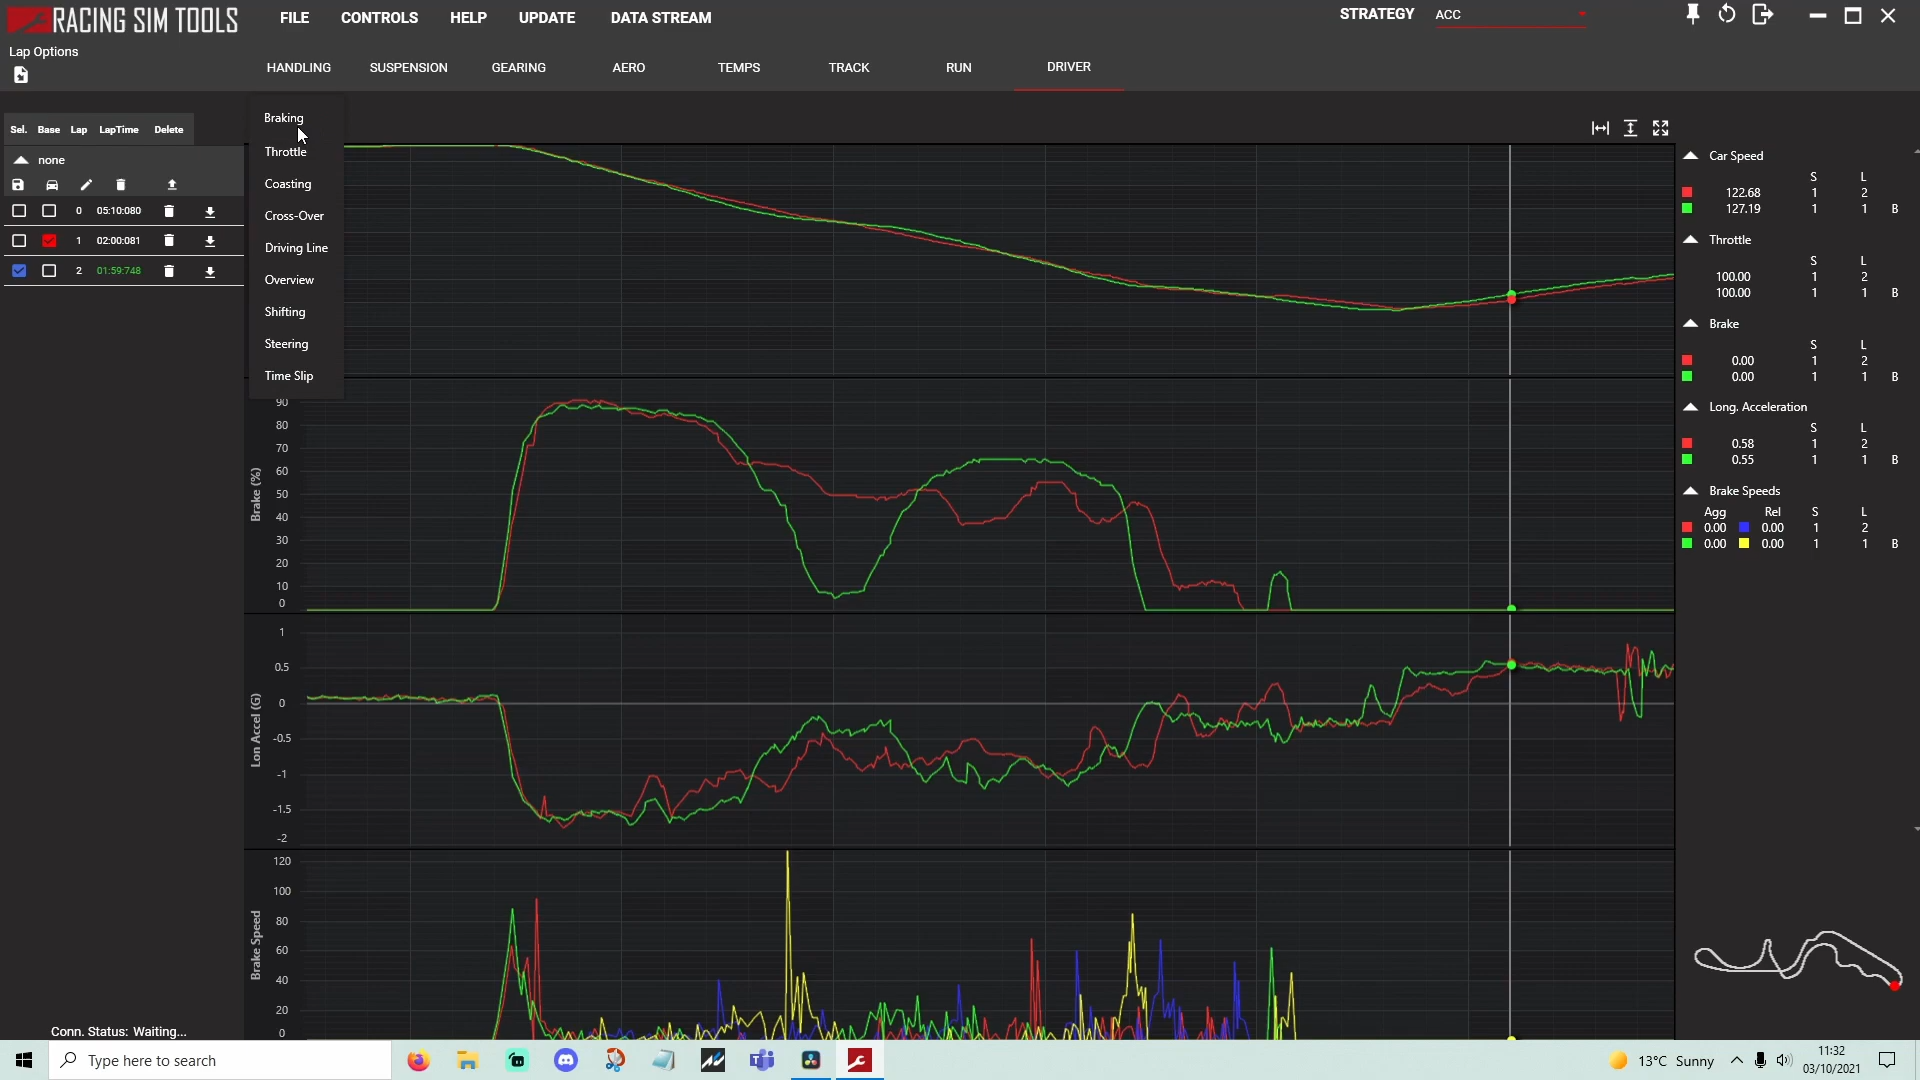 RACING SIM TOOLS
FILE CONTROLS HELP UPDATE DATA STREAM
STRATEGY ACC
Lap Options
HANDLING SUSPENSION GEARING AERO TEMPS TRACK RUN DRIVER
Sel. Base Lap LapTime Delete
none
0 05:10:080
1 02:00:081
2 01:59:748
Braking
Throttle
Coasting
Cross-Over
Driving Line
Overview
Shifting
Steering
Time Slip
90
80
70
60
50
40
30
20
10
0
Brake (%)
1
0.5
0
-0.5
-1
-1.5
-2
Lon Accel (G)
120
100
80
60
40
20
0
Brake Speed
Car Speed
S L
122.68 1 2
127.19 1 1 B
Throttle
S L
100.00 1 2
100.00 1 1 B
Brake
S L
0.00 1 2
0.00 1 1 B
Long. Acceleration
S L
0.58 1 2
0.55 1 1 B
Brake Speeds
Agg Rel S L
0.00 0.00 1 2
0.00 0.00 1 1 B
Conn. Status: Waiting...
Type here to search
13°C Sunny
11:32
03/10/2021